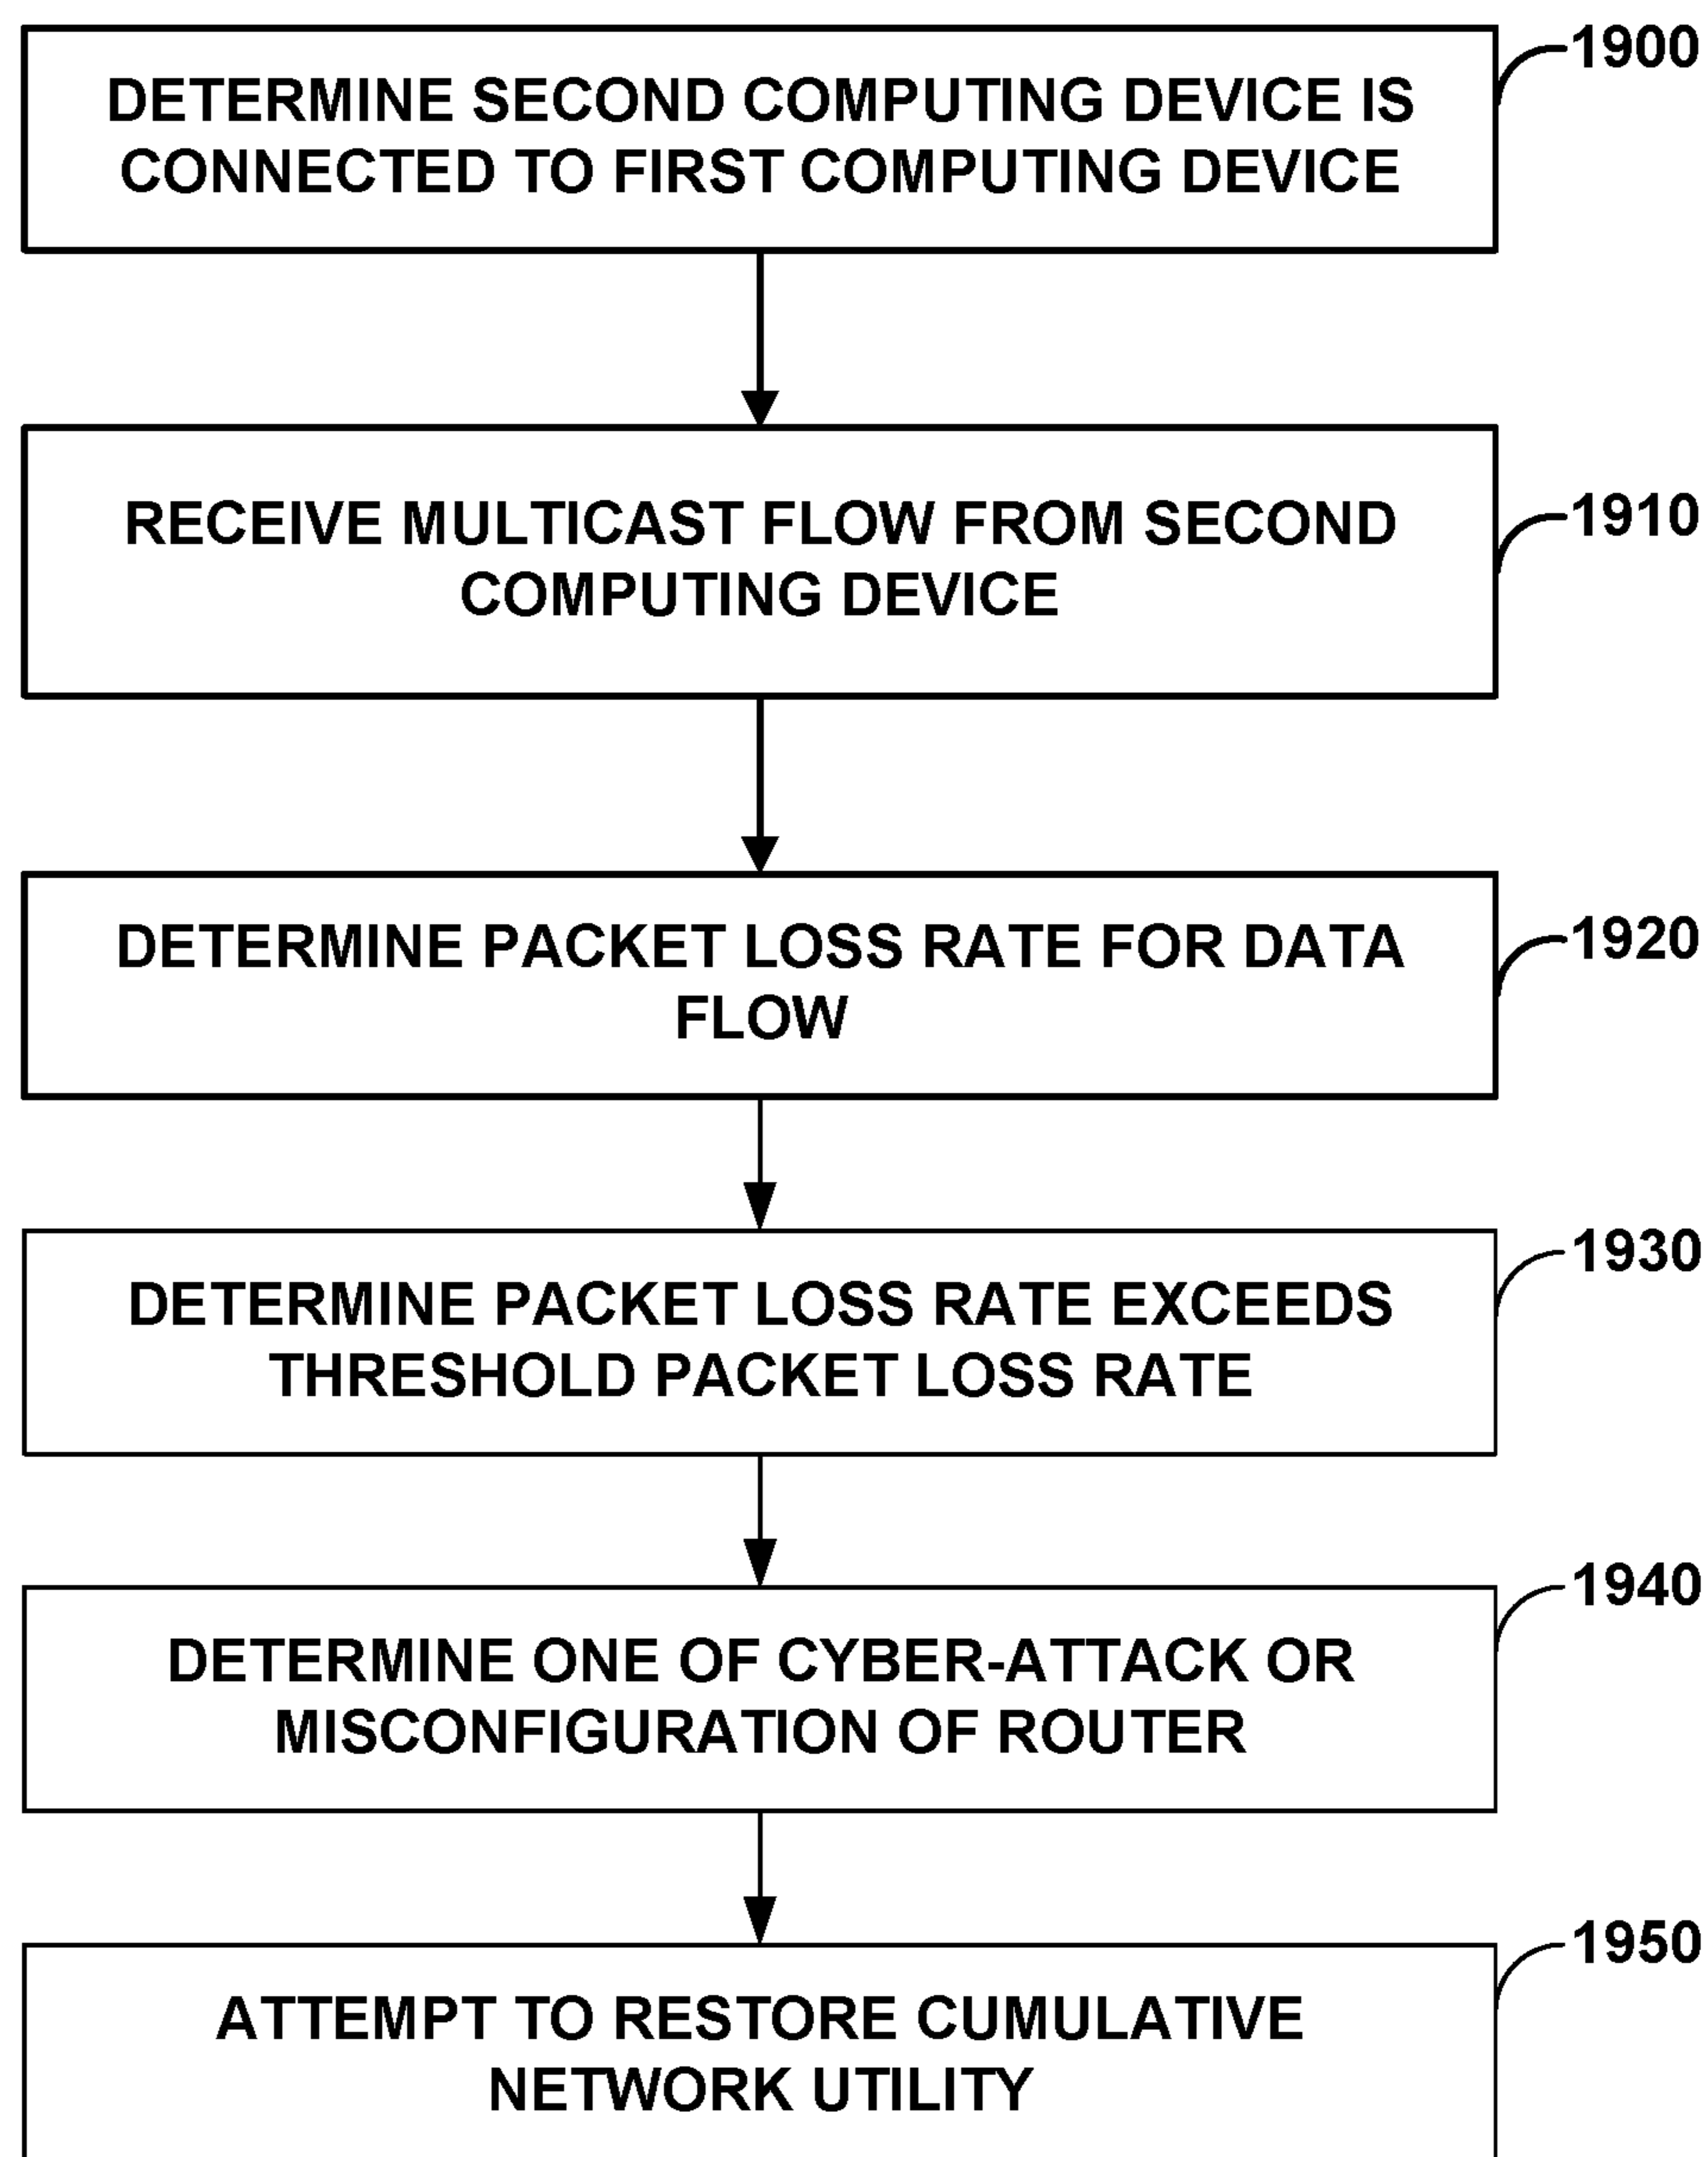 1900
DETERMINE SECOND COMPUTING DEVICE IS
CONNECTED TO FIRST COMPUTING DEVICE
1910
RECEIVE MULTICAST FLOW FROM SECOND
COMPUTING DEVICE
1920
DETERMINE PACKET LOSS RATE FOR DATA
FLOW
1930
DETERMINE PACKET LOSS RATE EXCEEDS
THRESHOLD PACKET LOSS RATE
1940
DETERMINE ONE OF CYBER-ATTACK OR
MISCONFIGURATION OF ROUTER
1950
ATTEMPT TO RESTORE CUMULATIVE
NETWORK UTILITY